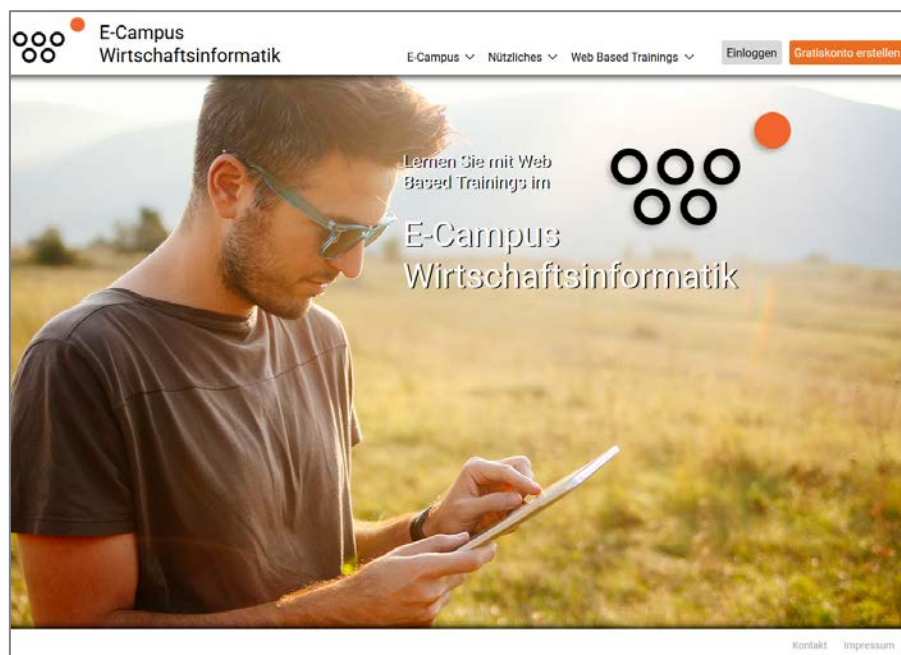 E-Campus
Wirtschaftsinformatik
E-Campus Nützliches Web Based Trainings Einloggen Gratiskonto erstellen
Lernen Sie mit Web
Based Trainings im
E-Campus
Wirtschaftsinformatik
Kontakt Impressum